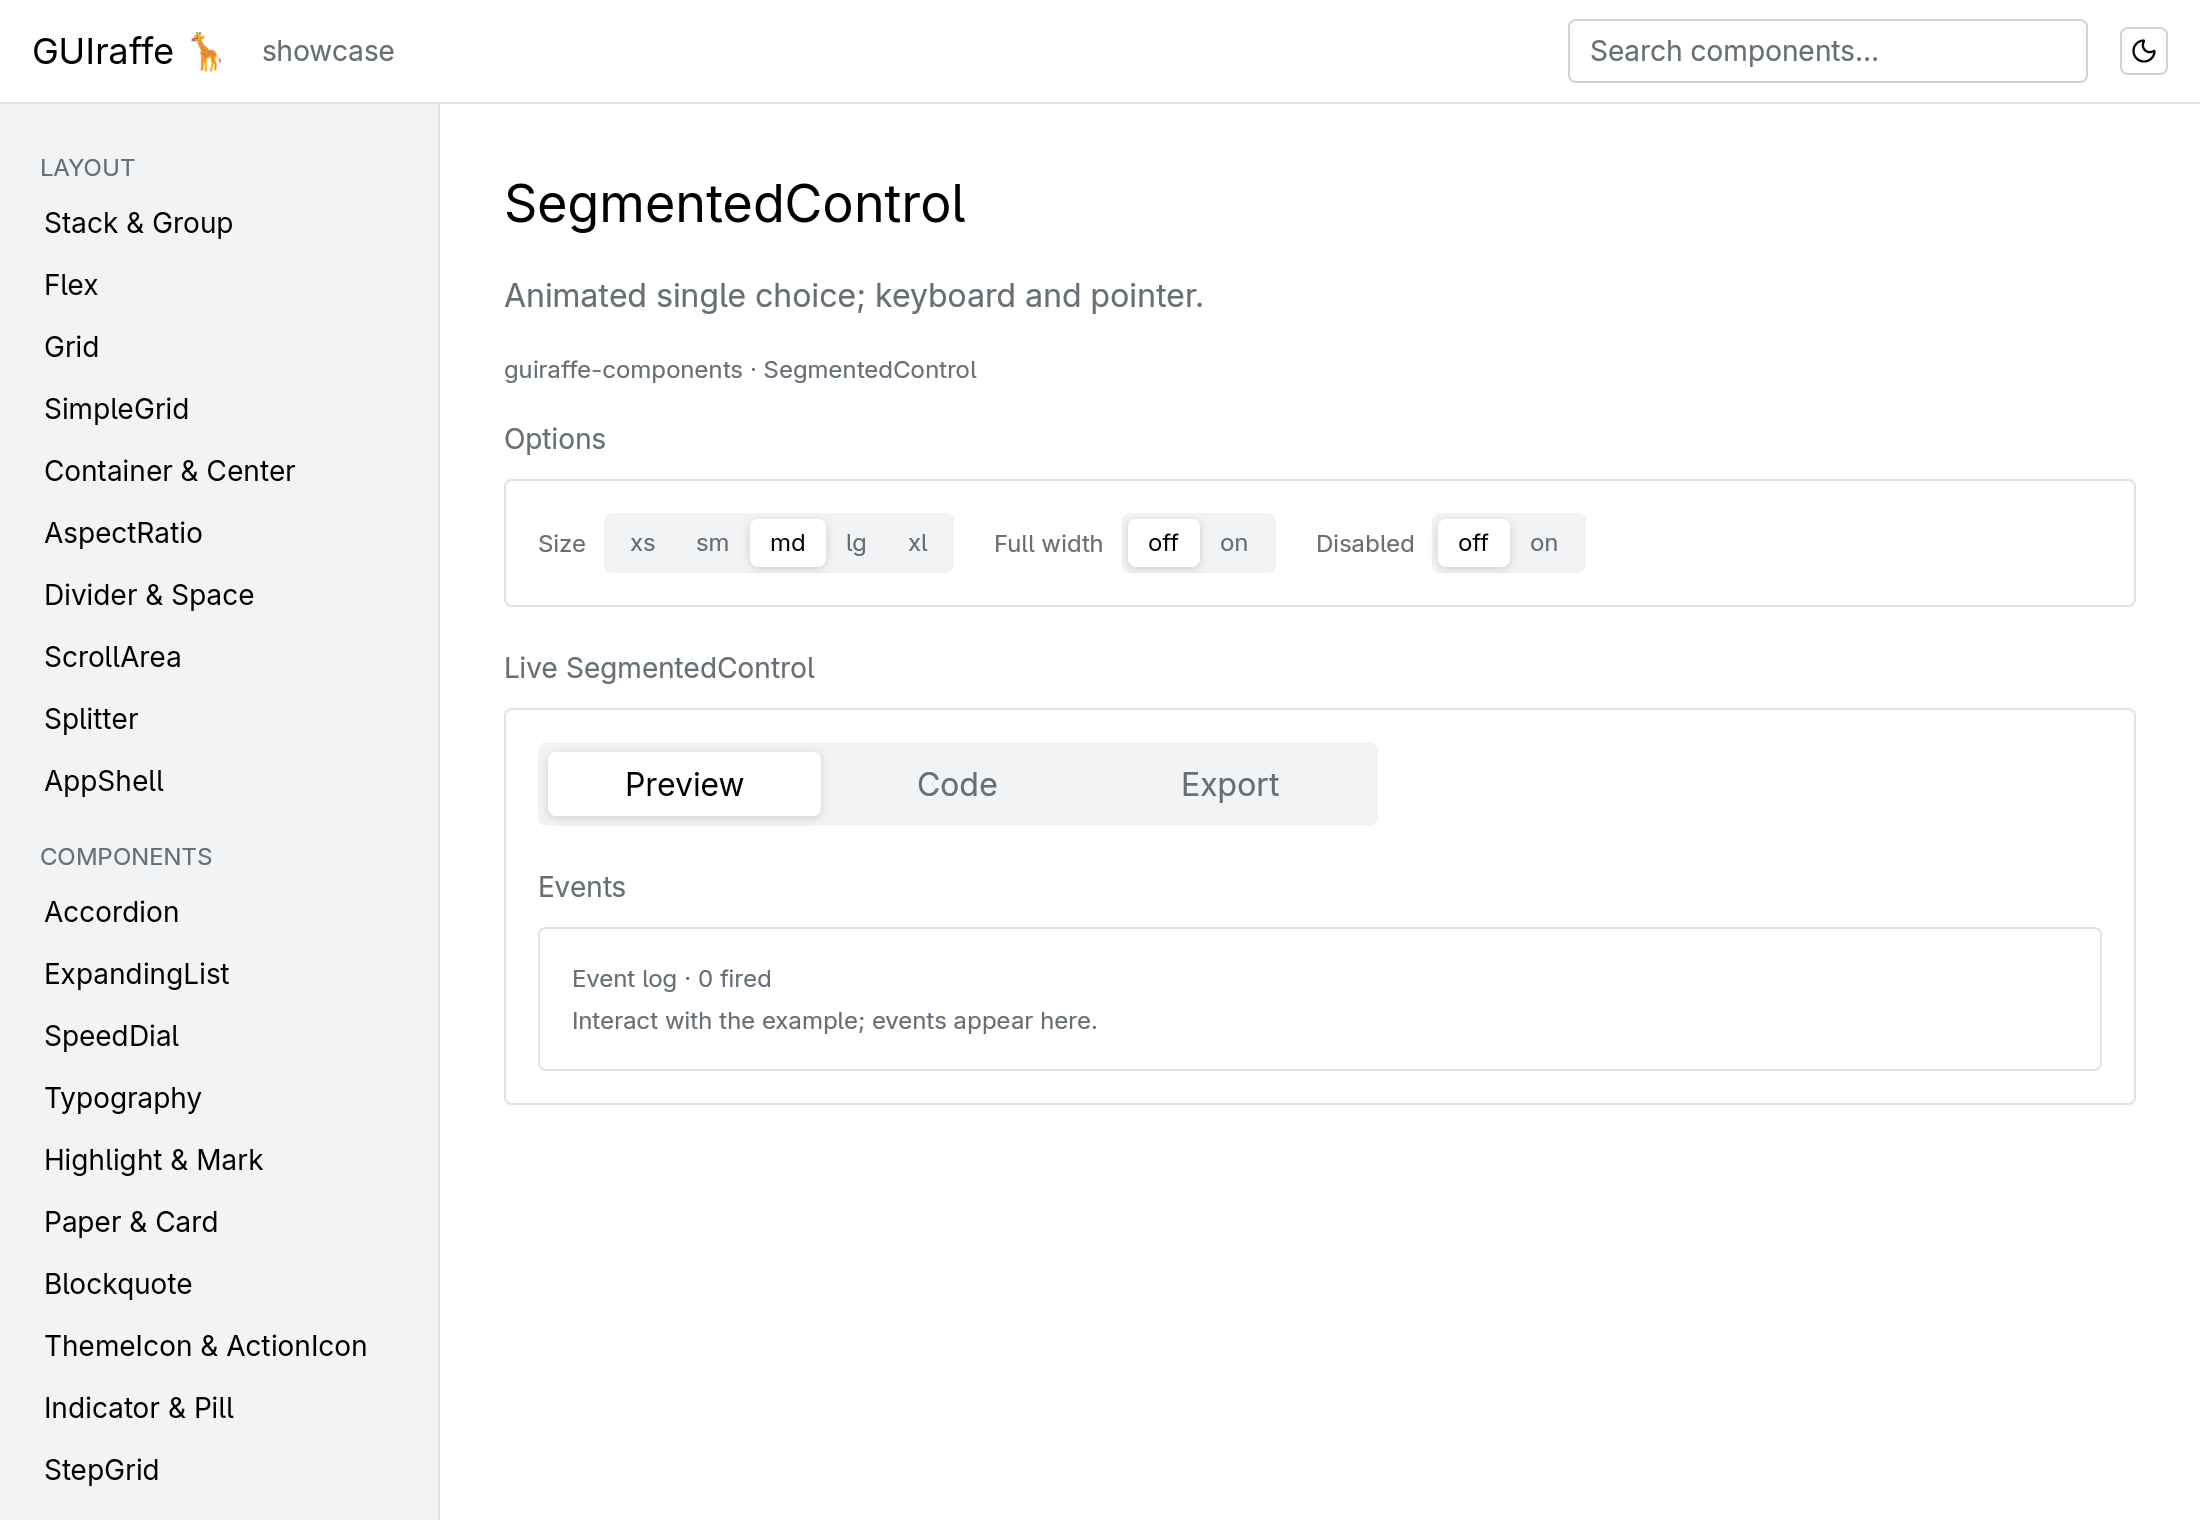 GUIraffe 🦒 showcase
Search components...
LAYOUT
Stack & Group
Flex
Grid
SimpleGrid
Container & Center
AspectRatio
Divider & Space
ScrollArea
Splitter
AppShell
COMPONENTS
Accordion
ExpandingList
SpeedDial
Typography
Highlight & Mark
Paper & Card
Blockquote
ThemeIcon & ActionIcon
Indicator & Pill
StepGrid
SegmentedControl
Animated single choice; keyboard and pointer.
guiraffe-components · SegmentedControl
Options
Size xs sm md lg xl Full width off on Disabled off on
Live SegmentedControl
Preview Code Export
Events
Event log · 0 fired
Interact with the example; events appear here.